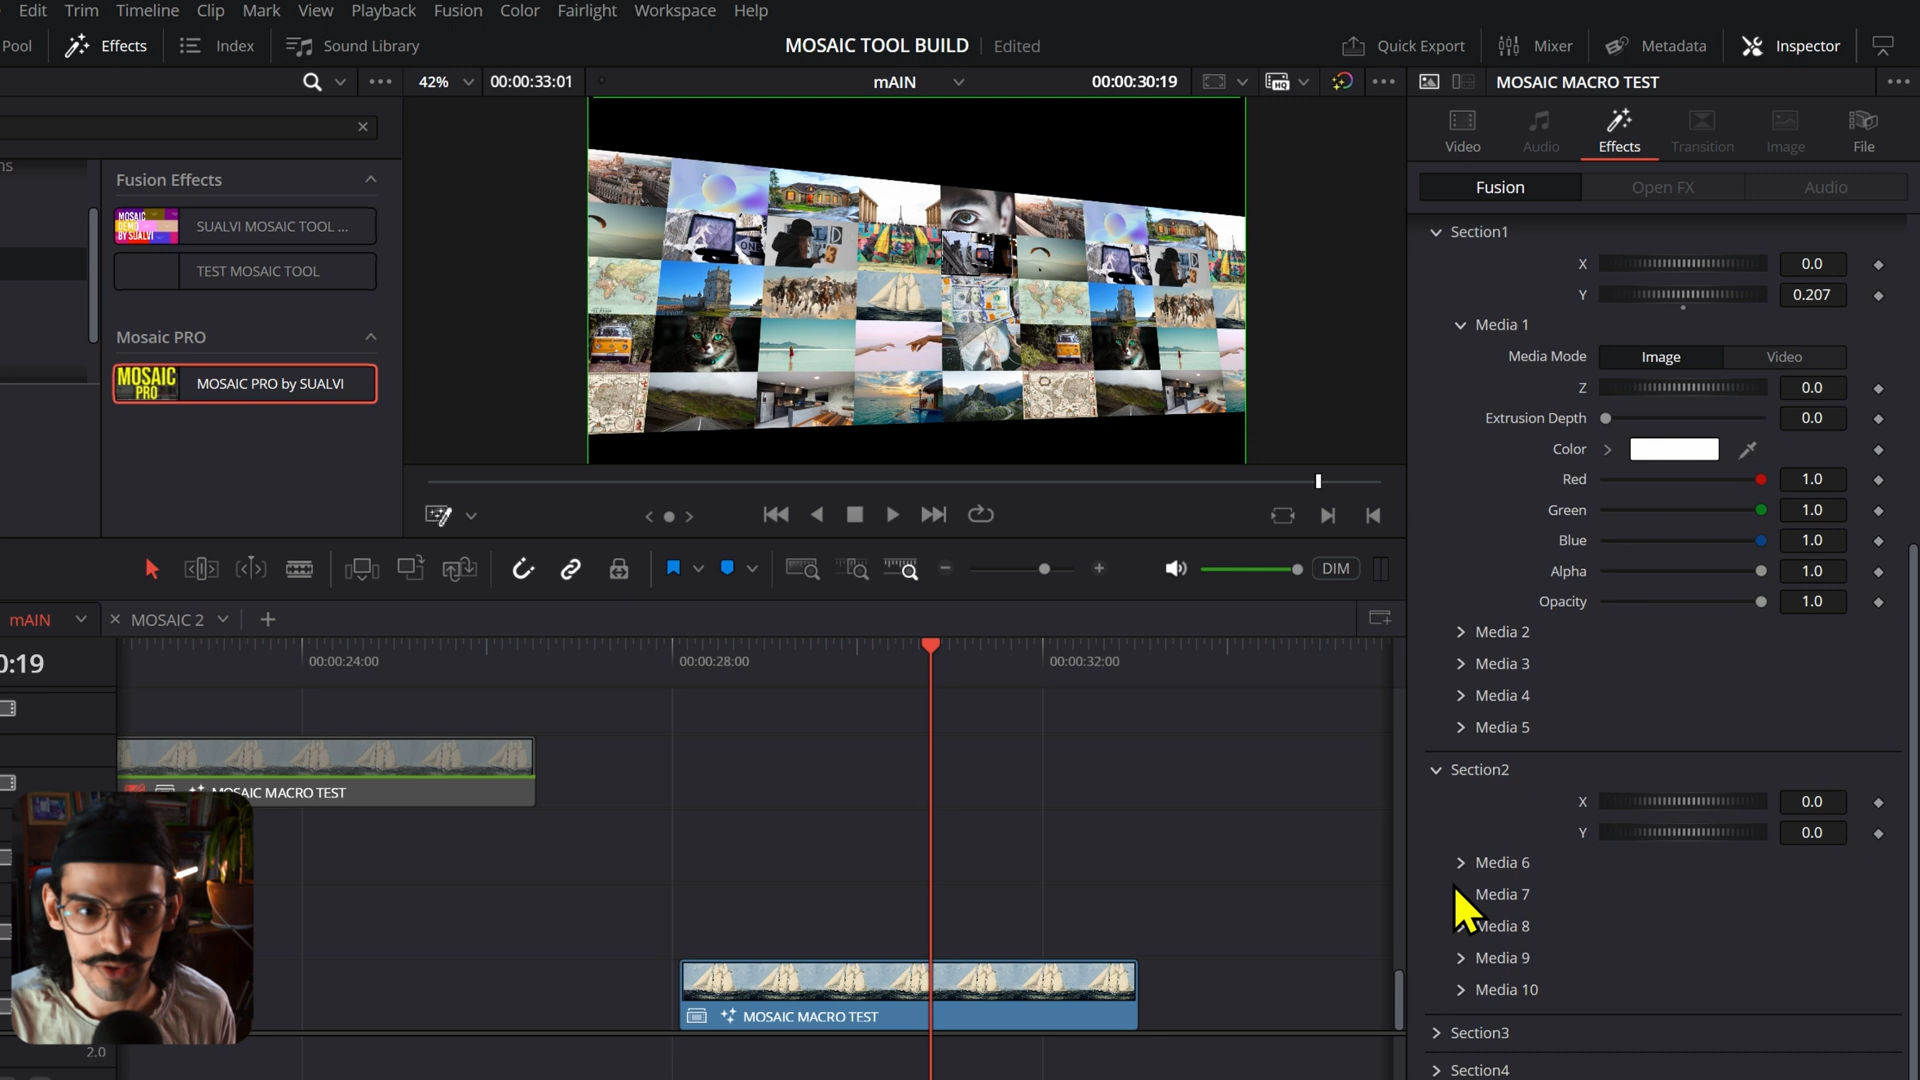 Edit Trim Timeline Clip Mark View Playback Fusion Color Fairlight Workspace Help
Pool Effects Index Sound Library MOSAIC TOOL BUILD Edited Quick Export Mixer Metadata Inspector
42% 00:00:33:01 mAIN 00:00:30:19 HQ MOSAIC MACRO TEST
Video Audio Effects Transition Image File
Fusion Open FX Audio
ns
Fusion Effects
MOSAIC DEMO BY SUALVI SUALVI MOSAIC TOOL ...
TEST MOSAIC TOOL
Mosaic PRO
MOSAIC PRO MOSAIC PRO by SUALVI
Section1
X 0.0
Y 0.207
Media 1
Media Mode Image Video
Z 0.0
Extrusion Depth 0.0
Color
Red 1.0
Green 1.0
Blue 1.0
Alpha 1.0
Opacity 1.0
Media 2
Media 3
Media 4
Media 5
Section2
X 0.0
Y 0.0
Media 6
Media 7
Media 8
Media 9
Media 10
Section3
Section4
DIM
mAIN MOSAIC 2
0:19 00:00:24:00 00:00:28:00 00:00:32:00
MOSAIC MACRO TEST
MOSAIC MACRO TEST
2.0